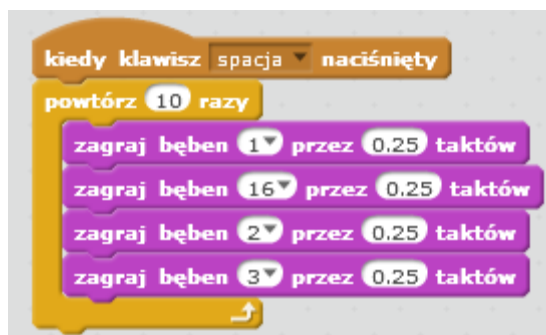 kiedy klawisz spacja naciśnięty
powtórz 10 razy
zagraj bęben 1 przez 0.25 taktów
zagraj bęben 16 przez 0.25 taktów
zagraj bęben 2 przez 0.25 taktów
zagraj bęben 3 przez 0.25 taktów